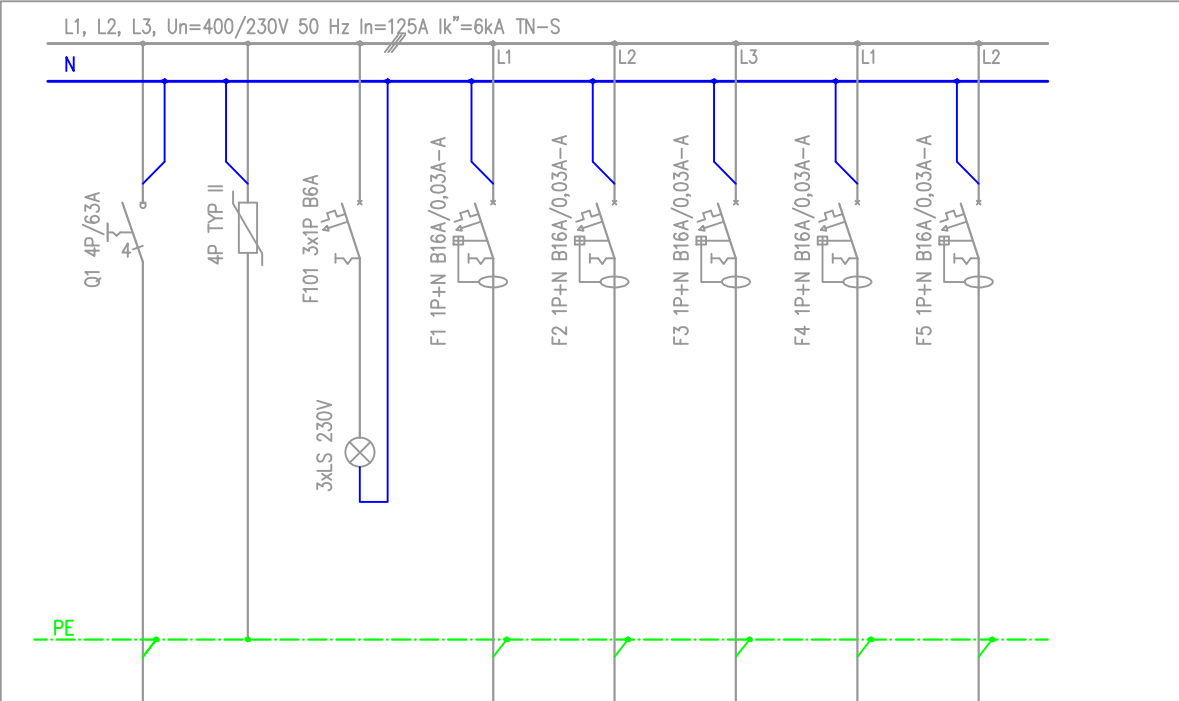 L1, L2, L3, Un=400/230V 50 Hz In=125A Ik"=6kA TN-S
L1
L2
L3
L1
L2
N
Q1 4P/63A
4
4P TYP II
F101 3x1P B6A
F1 1P+N B16A/0,03A-A
F2 1P+N B16A/0,03A-A
F3 1P+N B16A/0,03A-A
F4 1P+N B16A/0,03A-A
F5 1P+N B16A/0,03A-A
3xLS 230V
PE